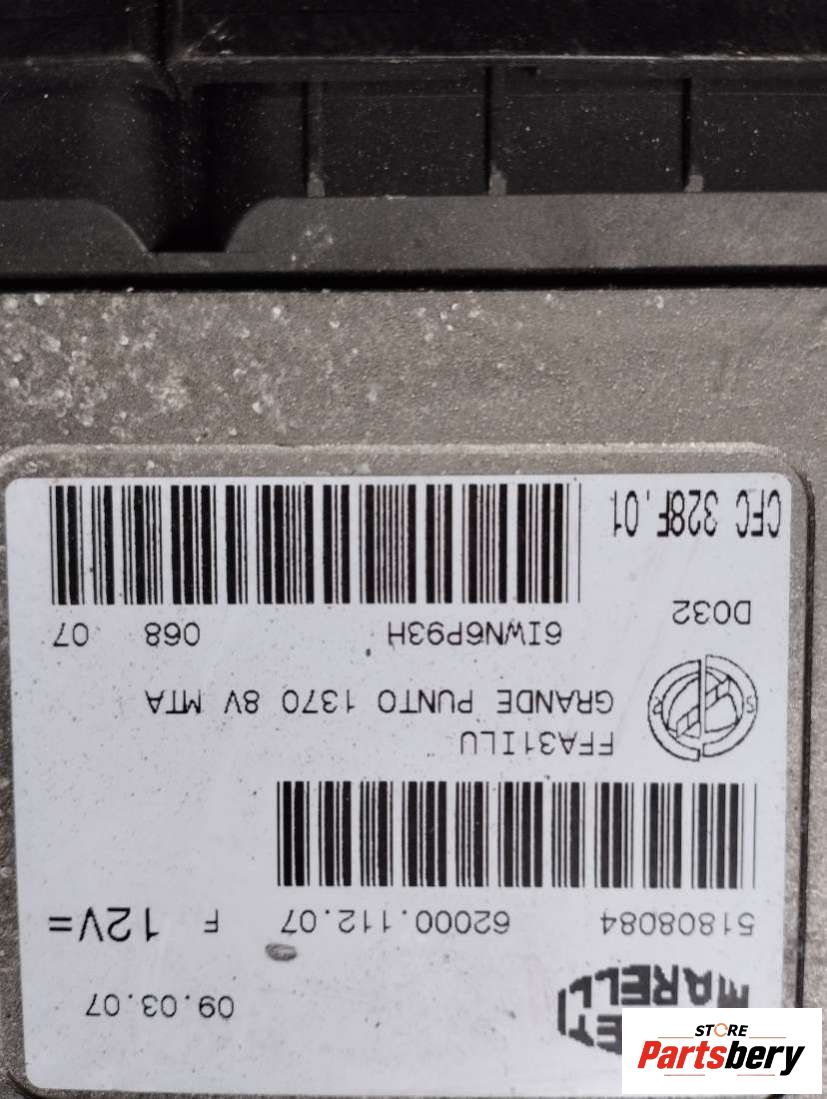 MARELLI
09.03.07
51808084 62000.112.07 F 12V=
FFA31ILU
GRANDE PUNTO 1370 8V MTA
6IWN6P93H 068 07
D032
CFC 328F.01
STORE
Partsbery